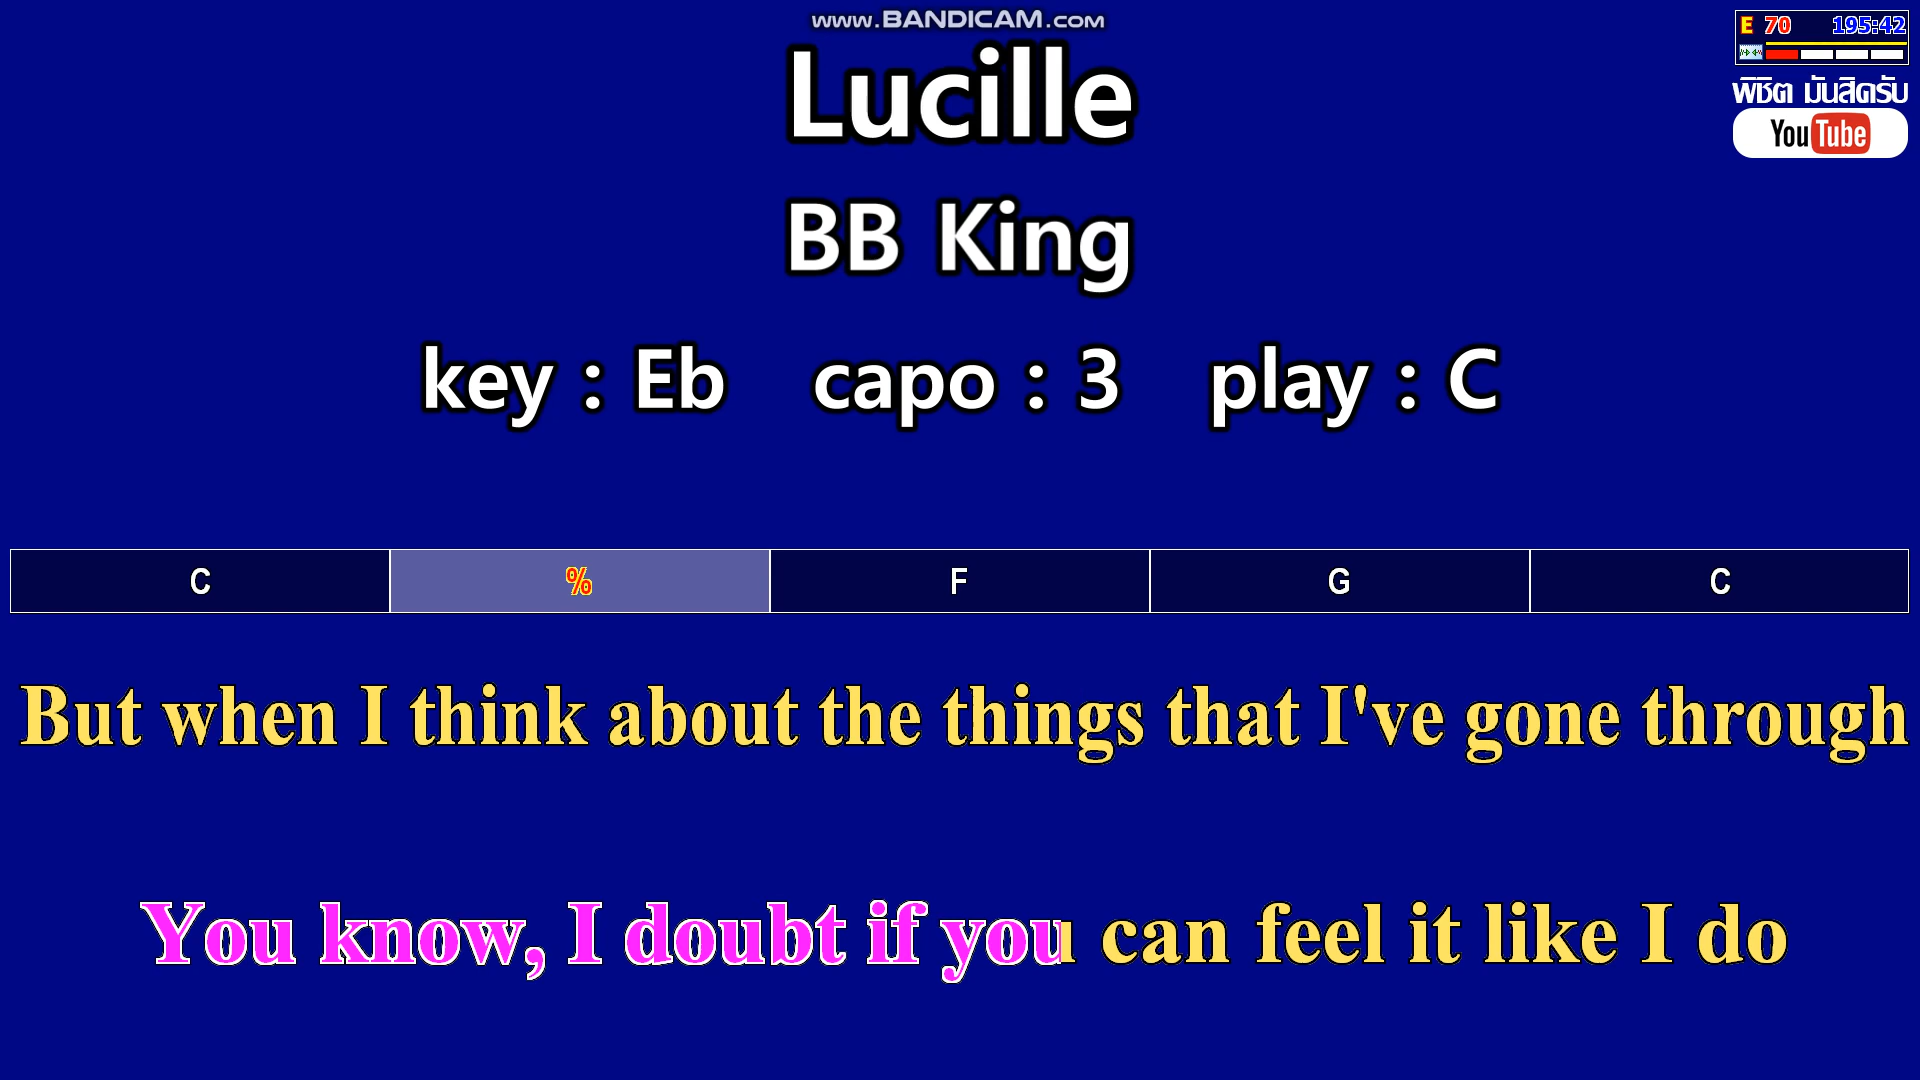 www.BANDICAM.com
E 70 195:42
พิชิต มันสิดรับ
YouTube
Lucille
BB King
key : Eb capo : 3 play : C
C % F G C
But when I think about the things that I've gone through
You know, I doubt if you can feel it like I do